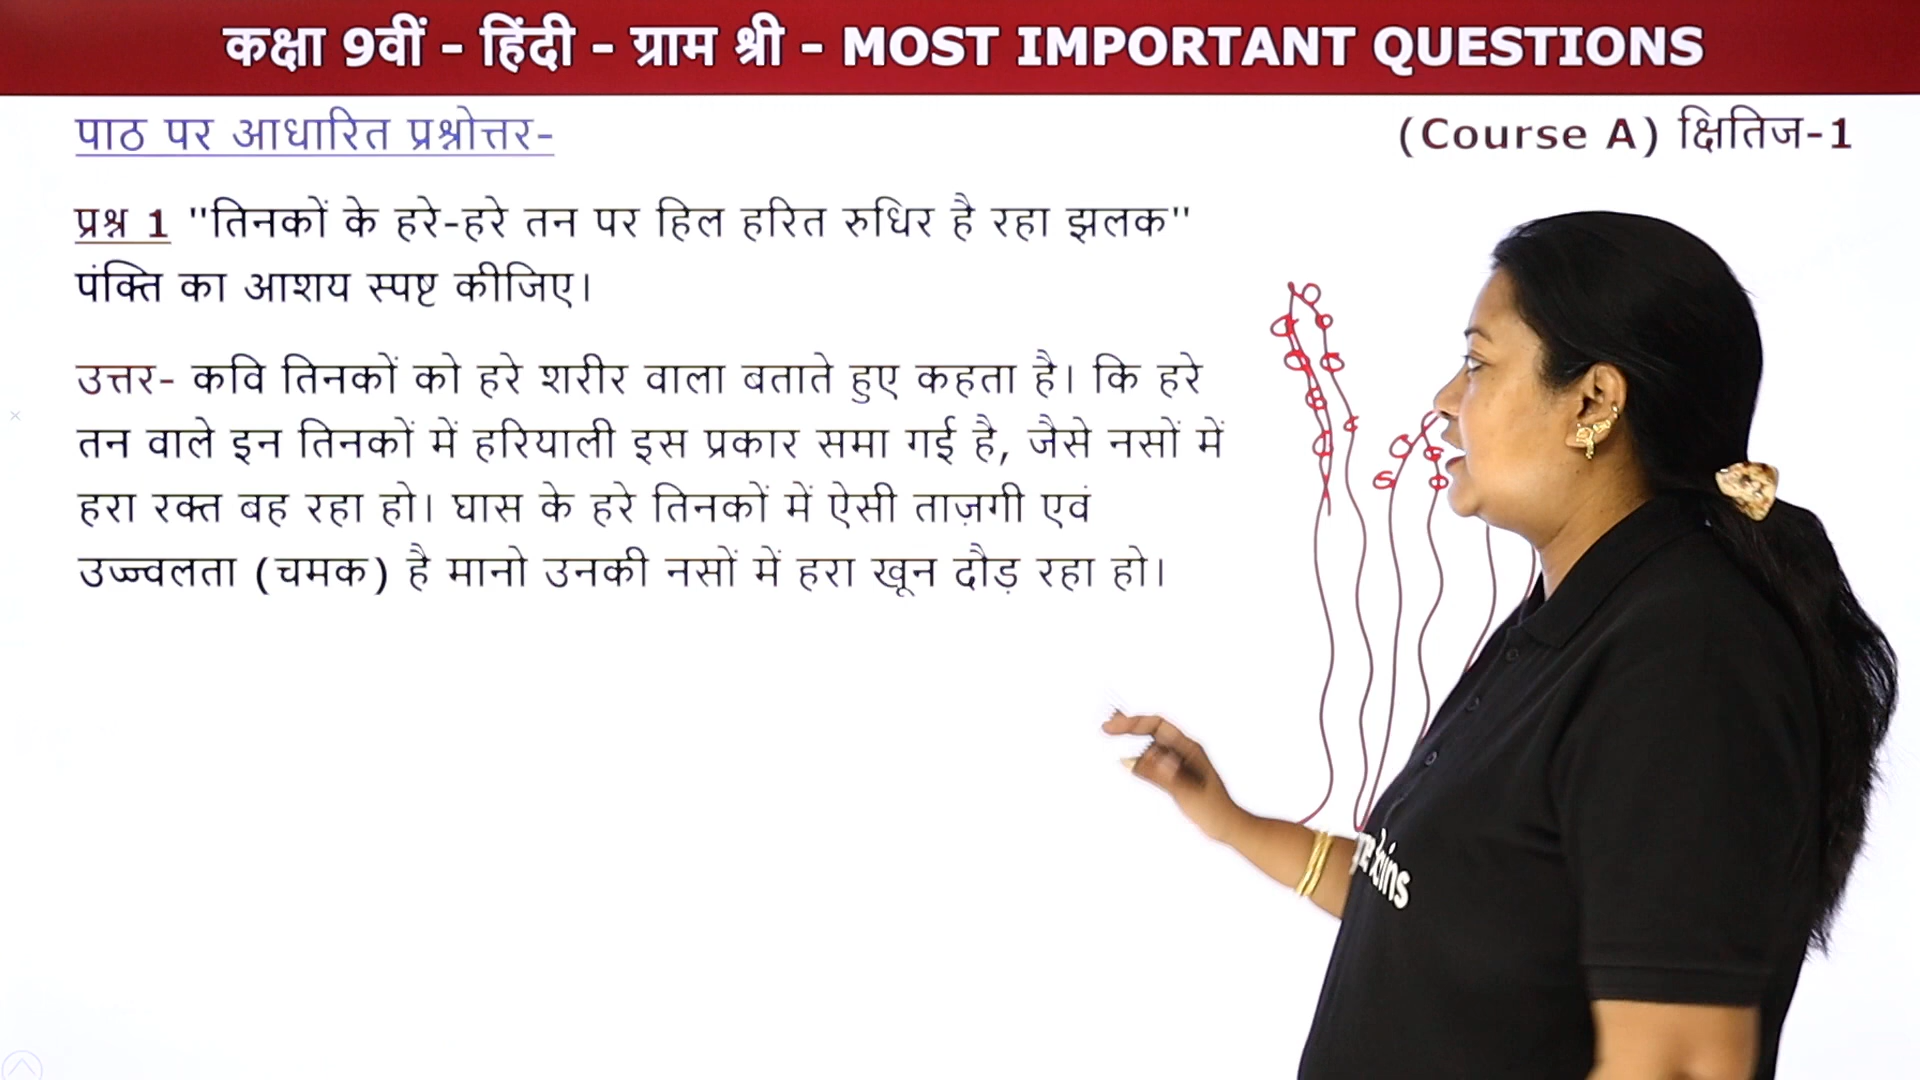 कक्षा 9वीं - हिंदी - ग्राम श्री - MOST IMPORTANT QUESTIONS
पाठ पर आधारित प्रश्नोत्तर-
(Course A) क्षितिज-1
प्रश्न 1 "तिनकों के हरे-हरे तन पर हिल हरित रुधिर है रहा झलक"
पंक्ति का आशय स्पष्ट कीजिए।
उत्तर- कवि तिनकों को हरे शरीर वाला बताते हुए कहता है। कि हरे
तन वाले इन तिनकों में हरियाली इस प्रकार समा गई है, जैसे नसों में
हरा रक्त बह रहा हो। घास के हरे तिनकों में ऐसी ताज़गी एवं
उज्ज्वलता (चमक) है मानो उनकी नसों में हरा खून दौड़ रहा हो।